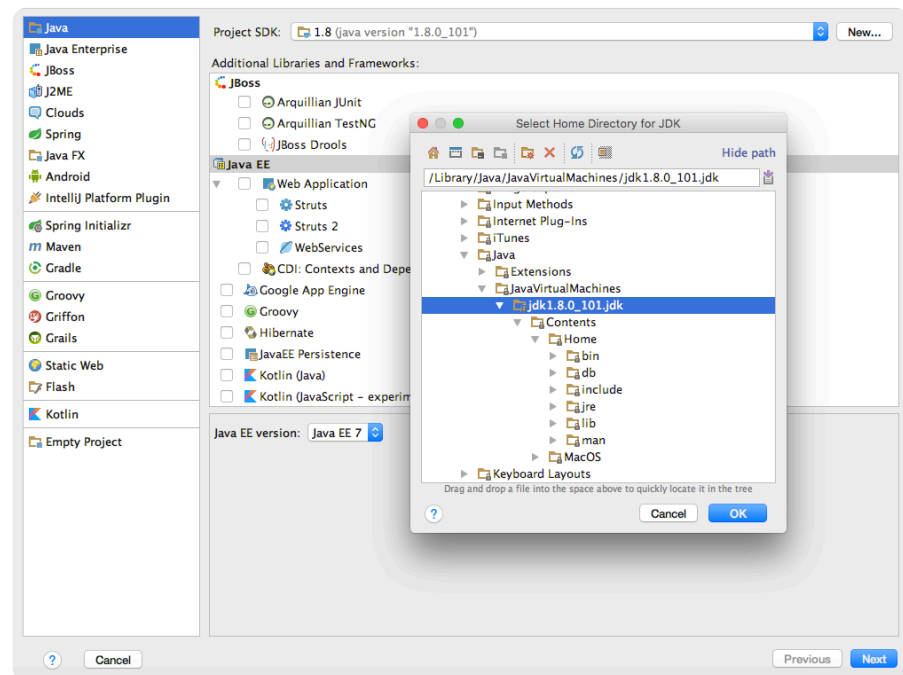 Java
Java Enterprise
JBoss
J2ME
Clouds
Spring
Java FX
Android
IntelliJ Platform Plugin
Spring Initializr
Maven
Gradle
Groovy
Griffon
Grails
Static Web
Flash
Kotlin
Empty Project
Project SDK: 1.8 (java version "1.8.0_101") New...
Additional Libraries and Frameworks:
JBoss
Arquillian JUnit
Arquillian TestNG
JBoss Drools
Java EE
Web Application
Struts
Struts 2
WebServices
CDI: Contexts and Depe
Google App Engine
Groovy
Hibernate
JavaEE Persistence
Kotlin (Java)
Kotlin (JavaScript - experim
Java EE version: Java EE 7
Select Home Directory for JDK
Hide path
/Library/Java/JavaVirtualMachines/jdk1.8.0_101.jdk
Input Methods
Internet Plug-Ins
iTunes
Java
Extensions
JavaVirtualMachines
jdk1.8.0_101.jdk
Contents
Home
bin
db
include
jre
lib
man
MacOS
Keyboard Layouts
Drag and drop a file into the space above to quickly locate it in the tree
? Cancel OK
? Cancel Previous Next